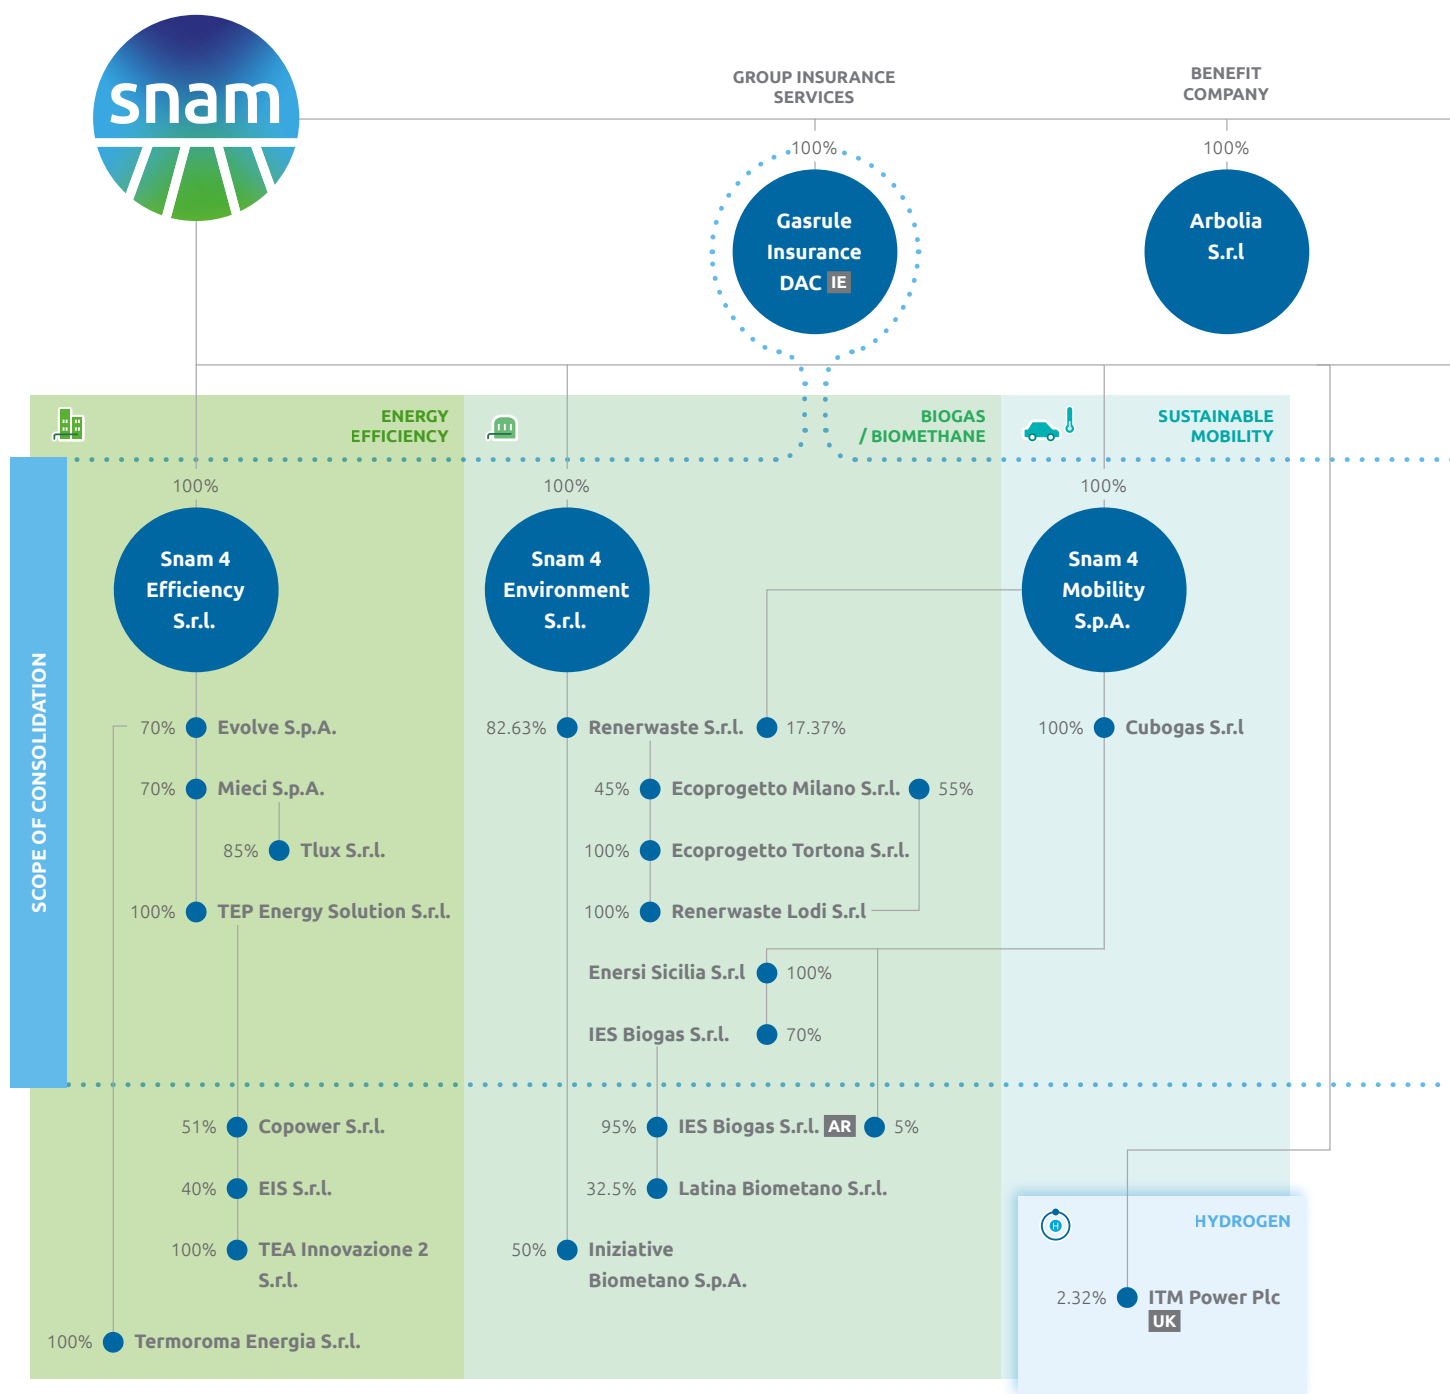 snam
GROUP INSURANCE
SERVICES
100%
Gasrule
Insurance
DAC IE
BENEFIT
COMPANY
100%
Arbolia
S.r.l
SCOPE OF CONSOLIDATION
ENERGY
EFFICIENCY
100%
Snam 4
Efficiency
S.r.l.
70% Evolve S.p.A.
70% Mieci S.p.A.
85% Tlux S.r.l.
100% TEP Energy Solution S.r.l.
51% Copower S.r.l.
40% EIS S.r.l.
100% TEA Innovazione 2
S.r.l.
100% Termoroma Energia S.r.l.
BIOGAS
/ BIOMETHANE
100%
Snam 4
Environment
S.r.l.
82.63% Renerwaste S.r.l. 17.37%
45% Ecoprogetto Milano S.r.l. 55%
100% Ecoprogetto Tortona S.r.l.
100% Renerwaste Lodi S.r.l
Enersi Sicilia S.r.l 100%
IES Biogas S.r.l. 70%
95% IES Biogas S.r.l. AR 5%
32.5% Latina Biometano S.r.l.
50% Iniziative
Biometano S.p.A.
SUSTAINABLE
MOBILITY
100%
Snam 4
Mobility
S.p.A.
100% Cubogas S.r.l
H
HYDROGEN
2.32% ITM Power Plc
UK